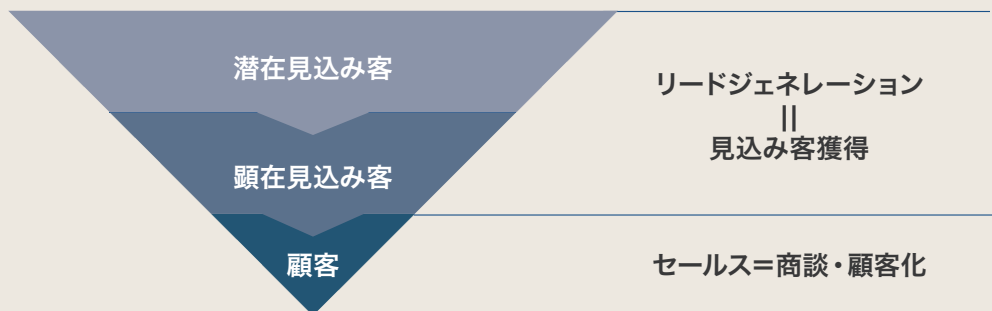 潜在見込み客
リードジェネレーション
||
見込み客獲得
顕在見込み客
顧客
セールス＝商談・顧客化